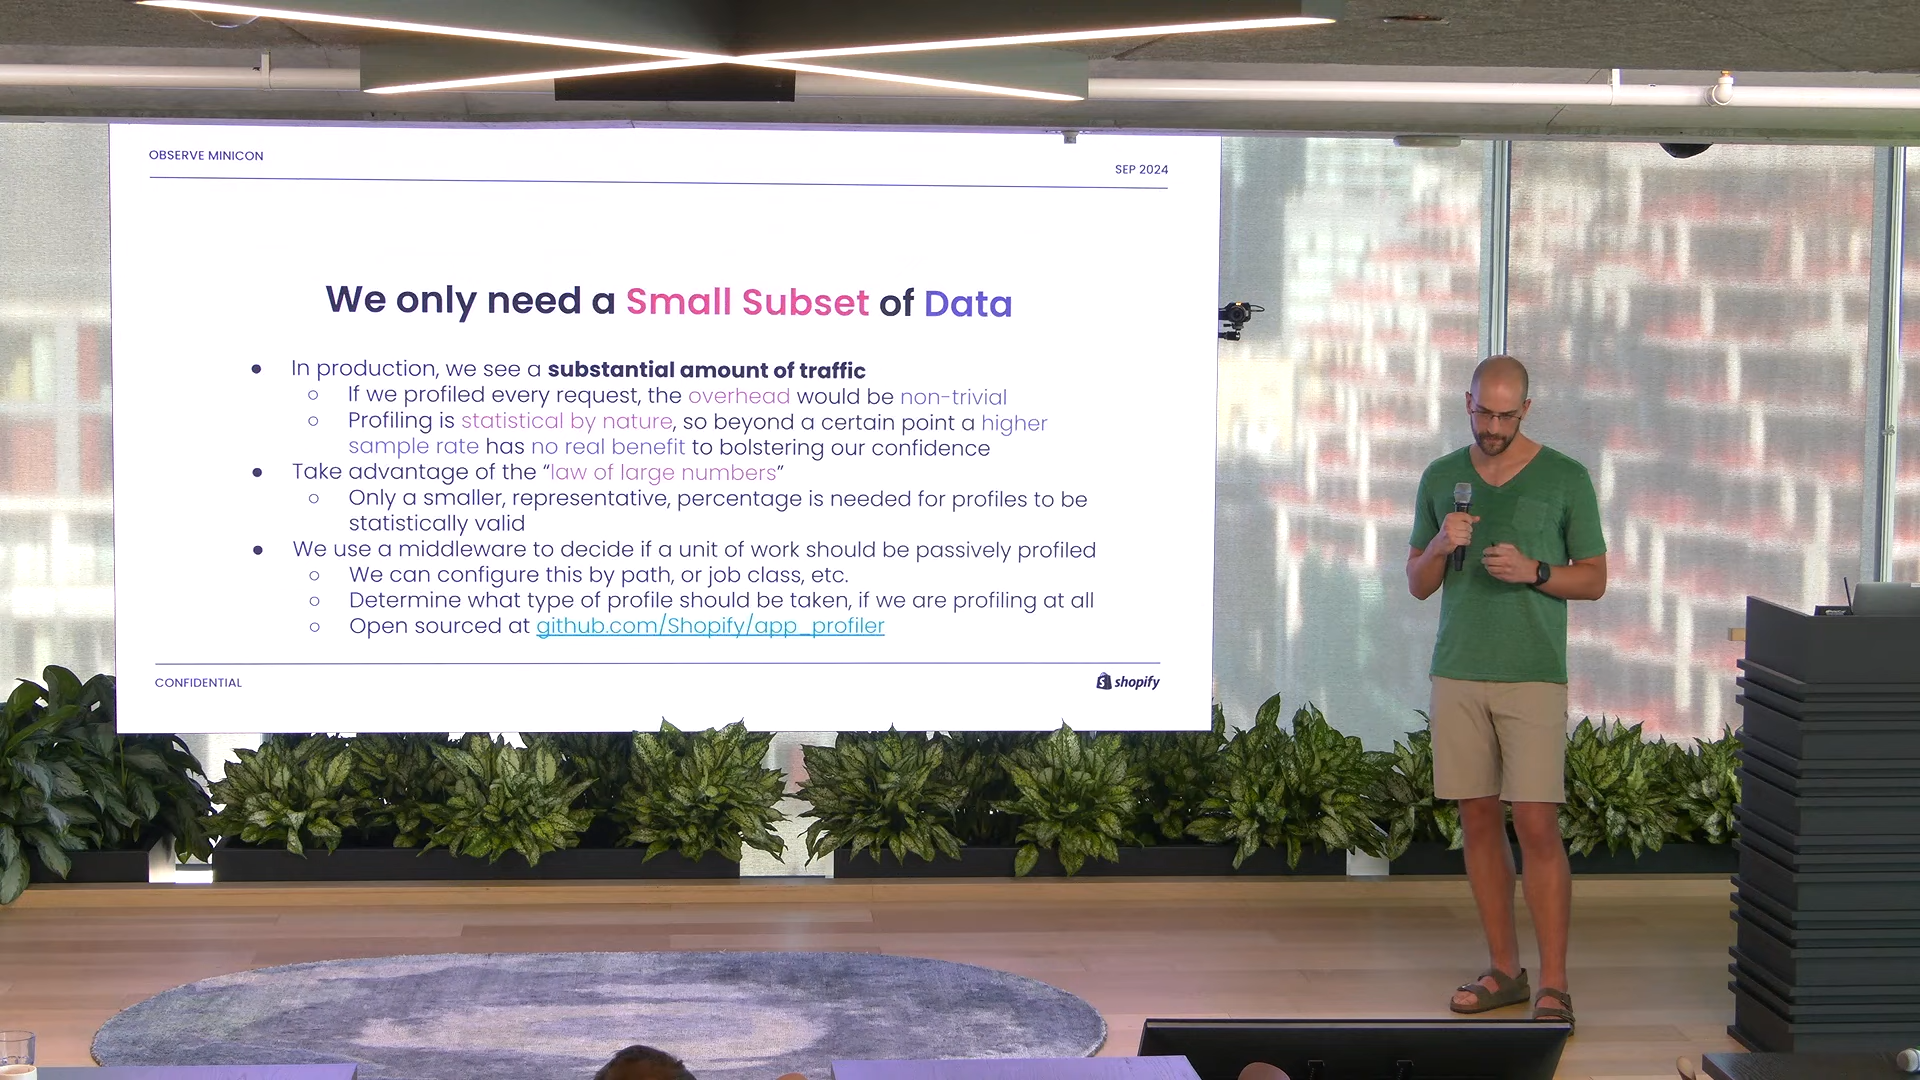 OBSERVE MINICON
SEP 2024
We only need a Small Subset of Data
● In production, we see a substantial amount of traffic
○ If we profiled every request, the overhead would be non-trivial
○ Profiling is statistical by nature, so beyond a certain point a higher
sample rate has no real benefit to bolstering our confidence
● Take advantage of the “law of large numbers”
○ Only a smaller, representative, percentage is needed for profiles to be
statistically valid
● We use a middleware to decide if a unit of work should be passively profiled
○ We can configure this by path, or job class, etc.
○ Determine what type of profile should be taken, if we are profiling at all
○ Open sourced at github.com/Shopify/app_profiler
CONFIDENTIAL
shopify